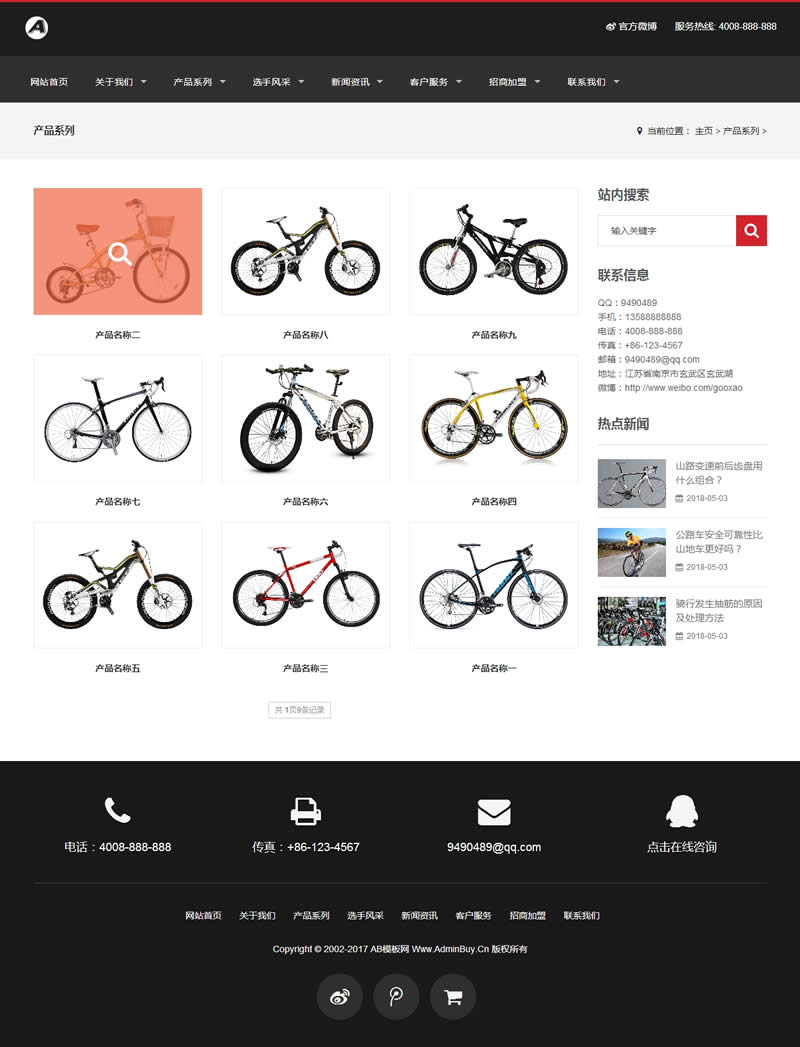 A
官方微博 服务热线: 4008-888-888
网站首页 关于我们 产品系列 选手风采 新闻资讯 客户服务 招商加盟 联系我们
产品系列
当前位置： 主页 > 产品系列 >
产品名称二 产品名称八 产品名称九
产品名称七 产品名称六 产品名称四
产品名称五 产品名称三 产品名称一
共 1页9条记录
站内搜索
输入关键字
联系信息
QQ：9490489
手机：13588888888
电话：4008-888-888
传真：+86-123-4567
邮箱：9490489@qq.com
地址：江苏省南京市玄武区玄武湖
微博：http://www.weibo.com/gooxao
热点新闻
山路变速前后齿盘用
什么组合？
2018-05-03
公路车安全可靠性比
山地车更好吗？
2018-05-03
骑行发生抽筋的原因
及处理方法
2018-05-03
电话：4008-888-888 传真：+86-123-4567 9490489@qq.com 点击在线咨询
网站首页 关于我们 产品系列 选手风采 新闻资讯 客户服务 招商加盟 联系我们
Copyright © 2002-2017 AB模板网 Www.AdminBuy.Cn 版权所有